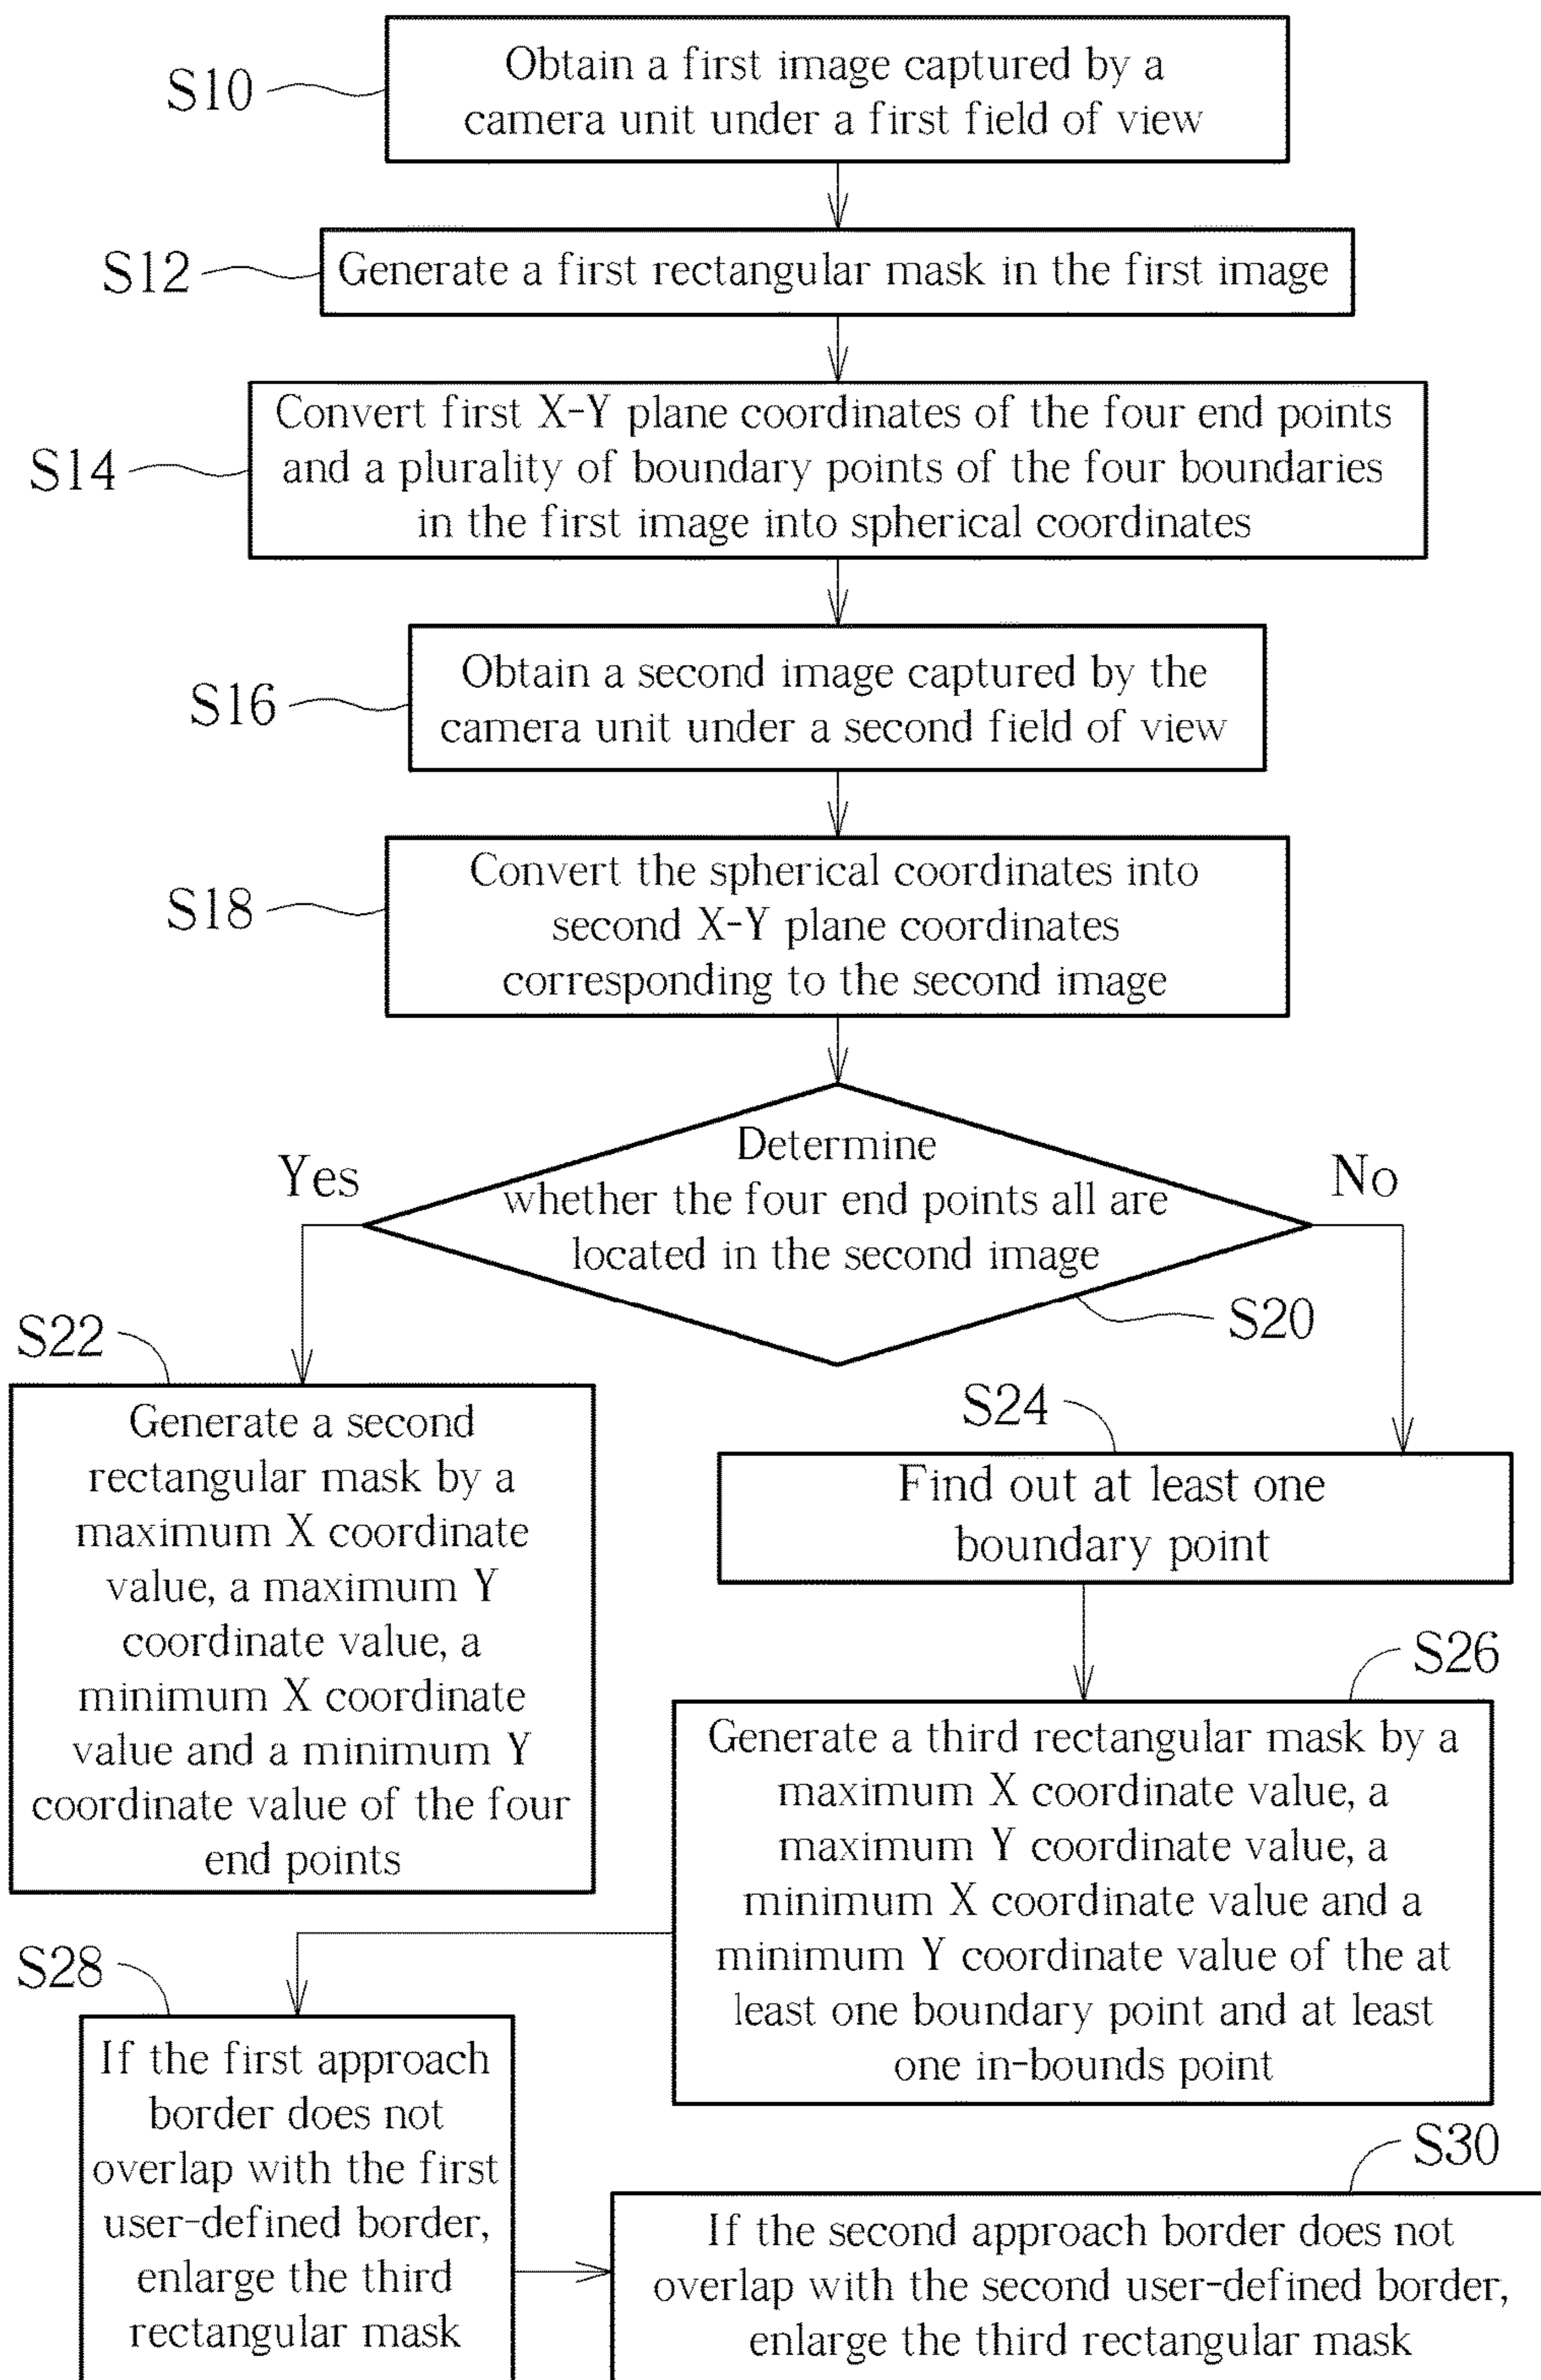 S10
Obtain a first image captured by a
camera unit under a first field of view
S12
Generate a first rectangular mask in the first image
S14
Convert first X-Y plane coordinates of the four end points
and a plurality of boundary points of the four boundaries
in the first image into spherical coordinates
S16
Obtain a second image captured by the
camera unit under a second field of view
S18
Convert the spherical coordinates into
second X-Y plane coordinates
corresponding to the second image
Yes
Determine
whether the four end points all are
located in the second image
No
S20
S22
Generate a second
rectangular mask by a
maximum X coordinate
value, a maximum Y
coordinate value, a
minimum X coordinate
value and a minimum Y
coordinate value of the four
end points
S24
Find out at least one
boundary point
S26
Generate a third rectangular mask by a
maximum X coordinate value, a
maximum Y coordinate value, a
minimum X coordinate value and a
minimum Y coordinate value of the at
least one boundary point and at least
one in-bounds point
S28
If the first approach
border does not
overlap with the first
user-defined border,
enlarge the third
rectangular mask
S30
If the second approach border does not
overlap with the second user-defined border,
enlarge the third rectangular mask